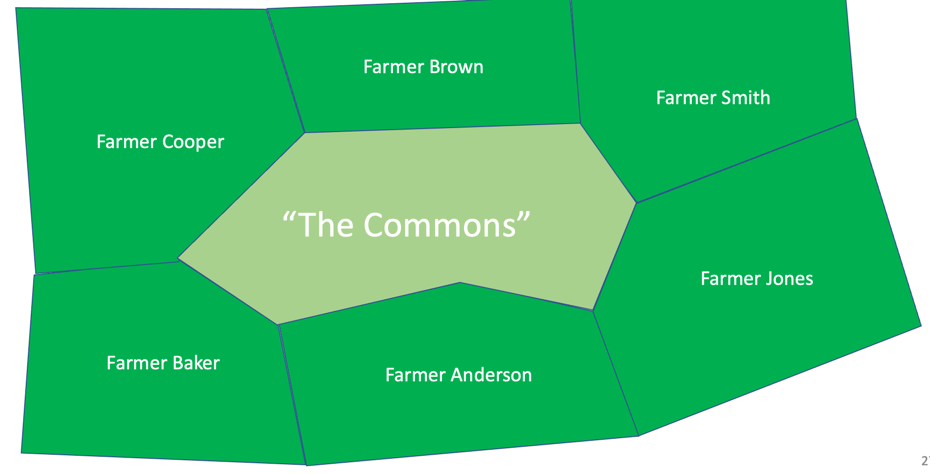 Farmer Brown
Farmer Smith
Farmer Cooper
“The Commons”
Farmer Jones
Farmer Baker
Farmer Anderson